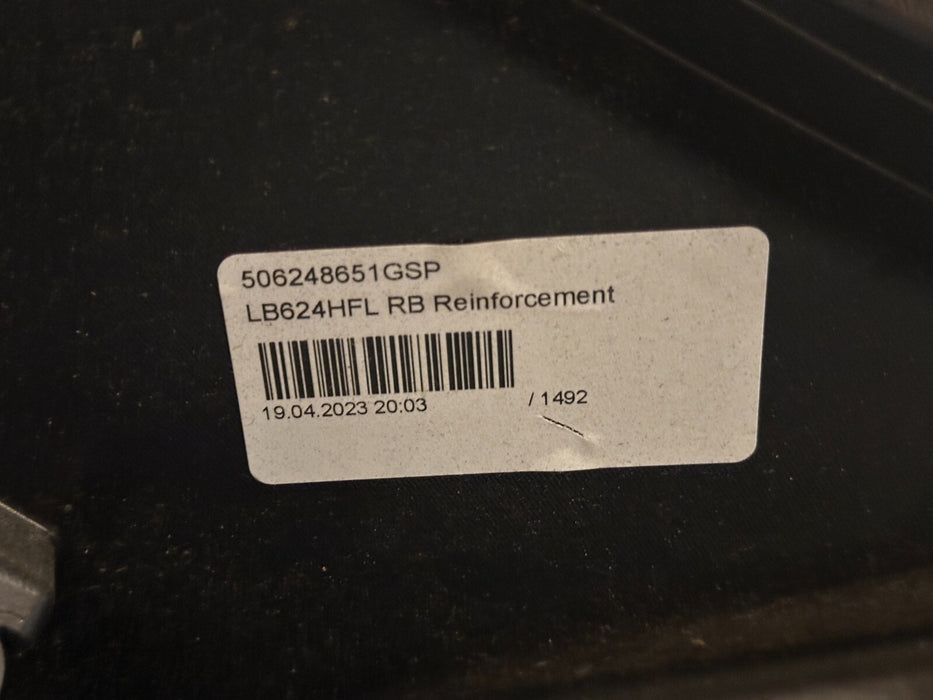 506248651GSP
LB624HFL RB Reinforcement
19.04.2023 20:03 / 1492